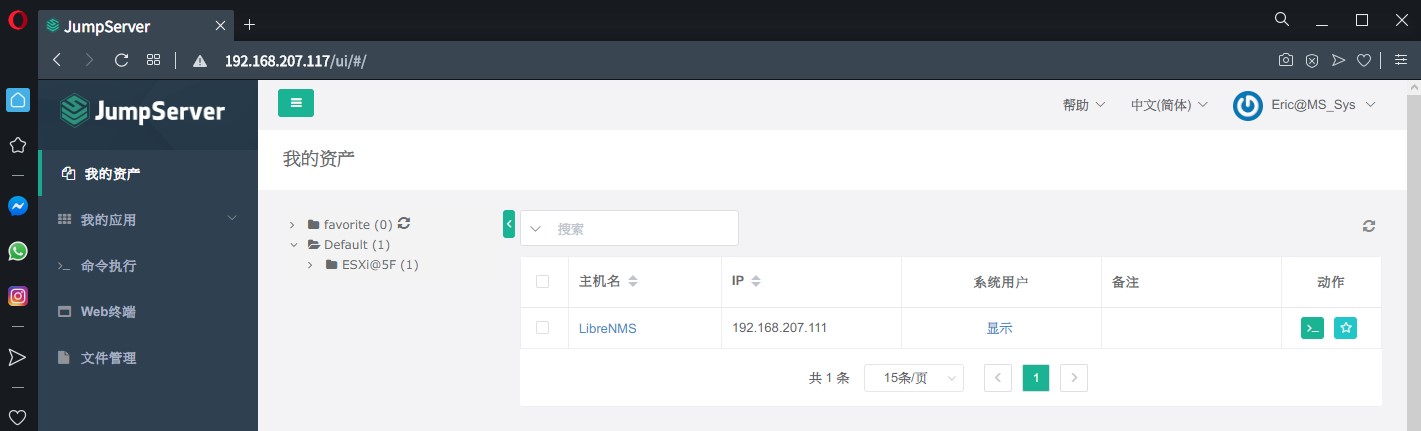 JumpServer
192.168.207.117/ui/#/
JumpServer
帮助
中文(简体)
Eric@MS_Sys
我的资产
我的应用
命令执行
Web终端
文件管理
我的资产
favorite (0)
Default (1)
ESXi@5F (1)
搜索
主机名 IP 系统用户 备注 动作
LibreNMS 192.168.207.111 显示
共 1 条 15条/页 1